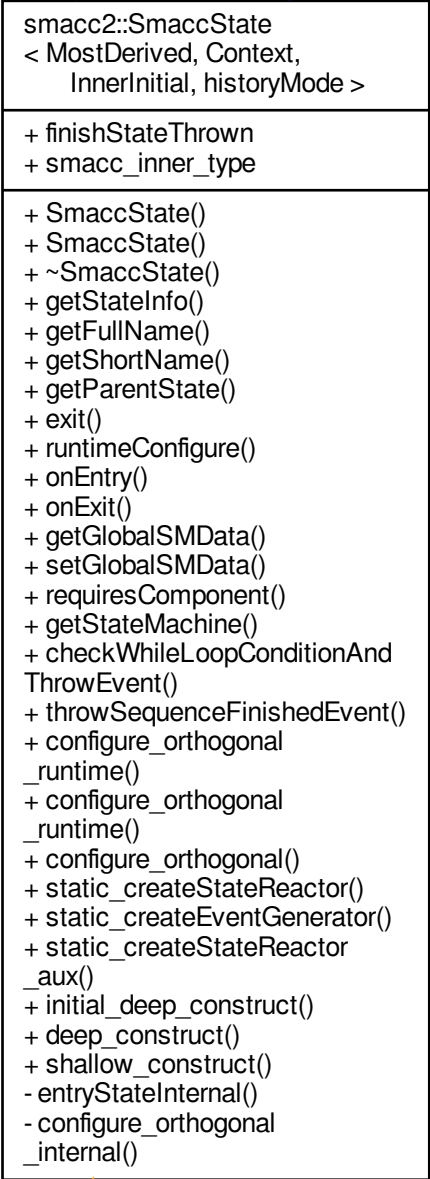 smacc2::SmaccState
< MostDerived, Context,
InnerInitial, historyMode >
+ finishStateThrown
+ smacc_inner_type
+ SmaccState()
+ SmaccState()
+ ~SmaccState()
+ getStateInfo()
+ getFullName()
+ getShortName()
+ getParentState()
+ exit()
+ runtimeConfigure()
+ onEntry()
+ onExit()
+ getGlobalSMData()
+ setGlobalSMData()
+ requiresComponent()
+ getStateMachine()
+ checkWhileLoopConditionAnd
ThrowEvent()
+ throwSequenceFinishedEvent()
+ configure_orthogonal
_runtime()
+ configure_orthogonal
_runtime()
+ configure_orthogonal()
+ static_createStateReactor()
+ static_createEventGenerator()
+ static_createStateReactor
_aux()
+ initial_deep_construct()
+ deep_construct()
+ shallow_construct()
- entryStateInternal()
- configure_orthogonal
_internal()